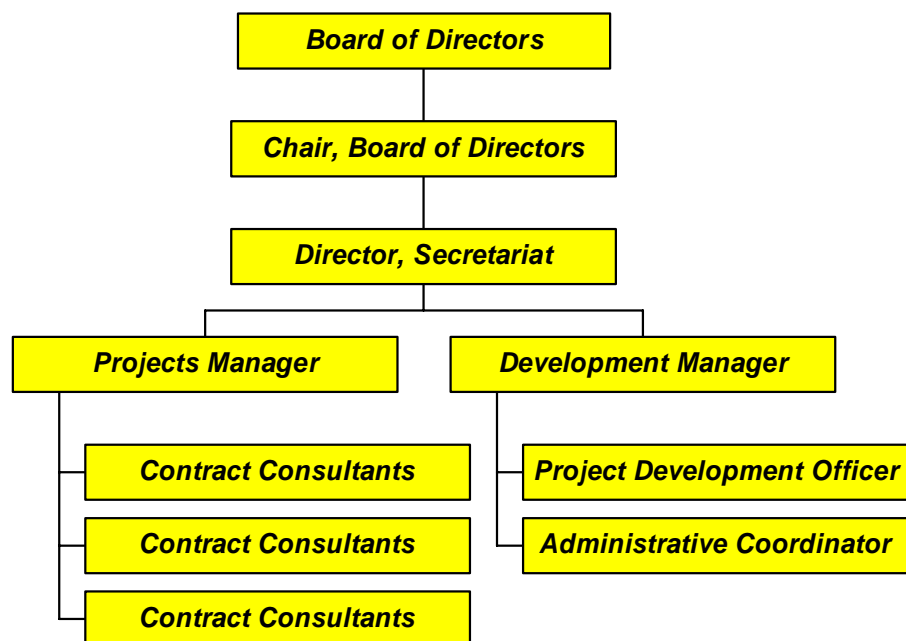 Board of Directors
Chair, Board of Directors
Director, Secretariat
Projects Manager
Development Manager
Contract Consultants
Contract Consultants
Contract Consultants
Project Development Officer
Administrative Coordinator